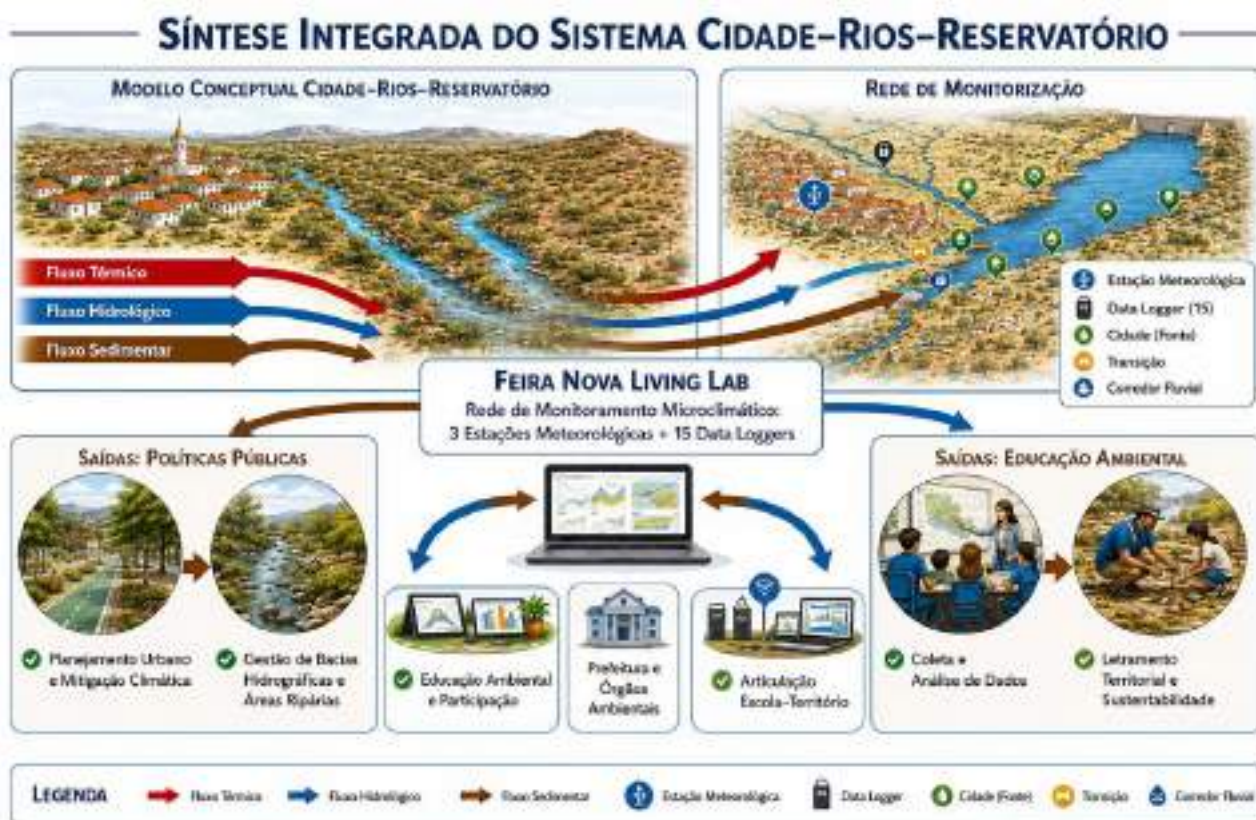 SÍNTESE INTEGRADA DO SISTEMA CIDADE–RIOS–RESERVATÓRIO
MODELO CONCEPTUAL CIDADE–RIOS–RESERVATÓRIO
Fluxo Térmico
Fluxo Hidrológico
Fluxo Sedimentar
REDE DE MONITORIZAÇÃO
Estação Meteorológica
Data Logger (15)
Cidade (Fonte)
Transição
Corredor Fluvial
FEIRA NOVA LIVING LAB
Rede de Monitoramento Microclimático:
3 Estações Meteorológicas + 15 Data Loggers
SAÍDAS: POLÍTICAS PÚBLICAS
Planejamento Urbano
e Mitigação Climática
Gestão de Bacias
Hidrográficas e
Áreas Ripárias
Educação Ambiental
e Participação
Prefeitura e
Órgãos
Ambientais
Articulação
Escola–Território
SAÍDAS: EDUCAÇÃO AMBIENTAL
Coleta e
Análise de Dados
Letramento
Territorial e
Sustentabilidade
LEGENDA
Fluxo Térmico
Fluxo Hidrológico
Fluxo Sedimentar
Estação Meteorológica
Data Logger
Cidade (Fonte)
Transição
Corredor Fluvial